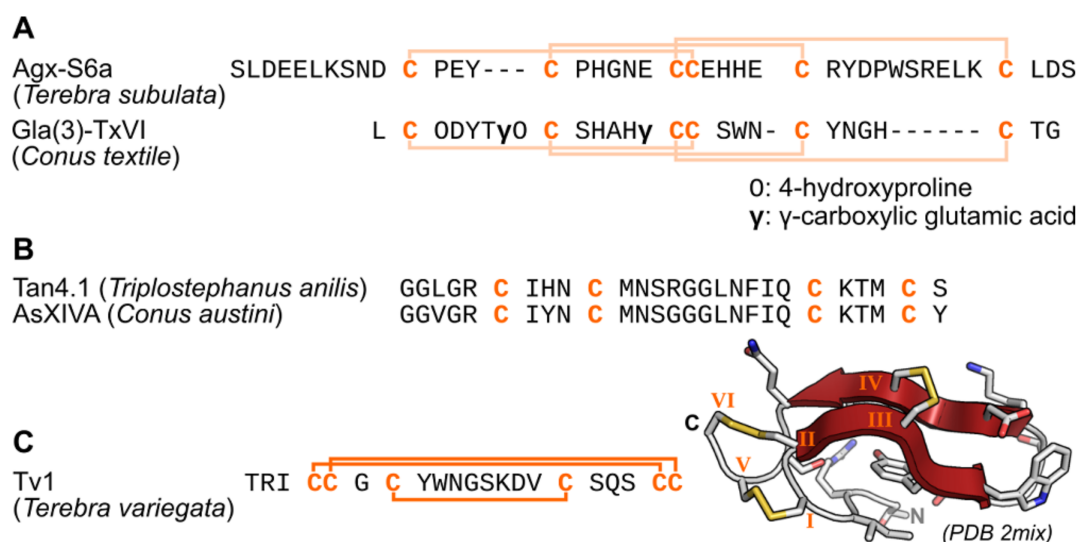 A
Agx-S6a SLDEELKSND C PEY--- C PHGNE CCEHHE C RYDPWSRELK C LDS
(Terebra subulata)
Gla(3)-TxVI L C ODYTγO C SHAHγ CC SWN- C YNGH------ C TG
(Conus textile)
O: 4-hydroxyproline
γ: γ-carboxylic glutamic acid
B
Tan4.1 (Triplostephanus anilis) GGLGR C IHN C MNSRGGLNFIQ C KTM C S
AsXIVA (Conus austini) GGVGR C IYN C MNSGGGLNFIQ C KTM C Y
C
Tv1 TRI CC G C YWNGSKDV C SQS CC
(Terebra variegata)
IV
VI
C
III
II
V
I
N
(PDB 2mix)